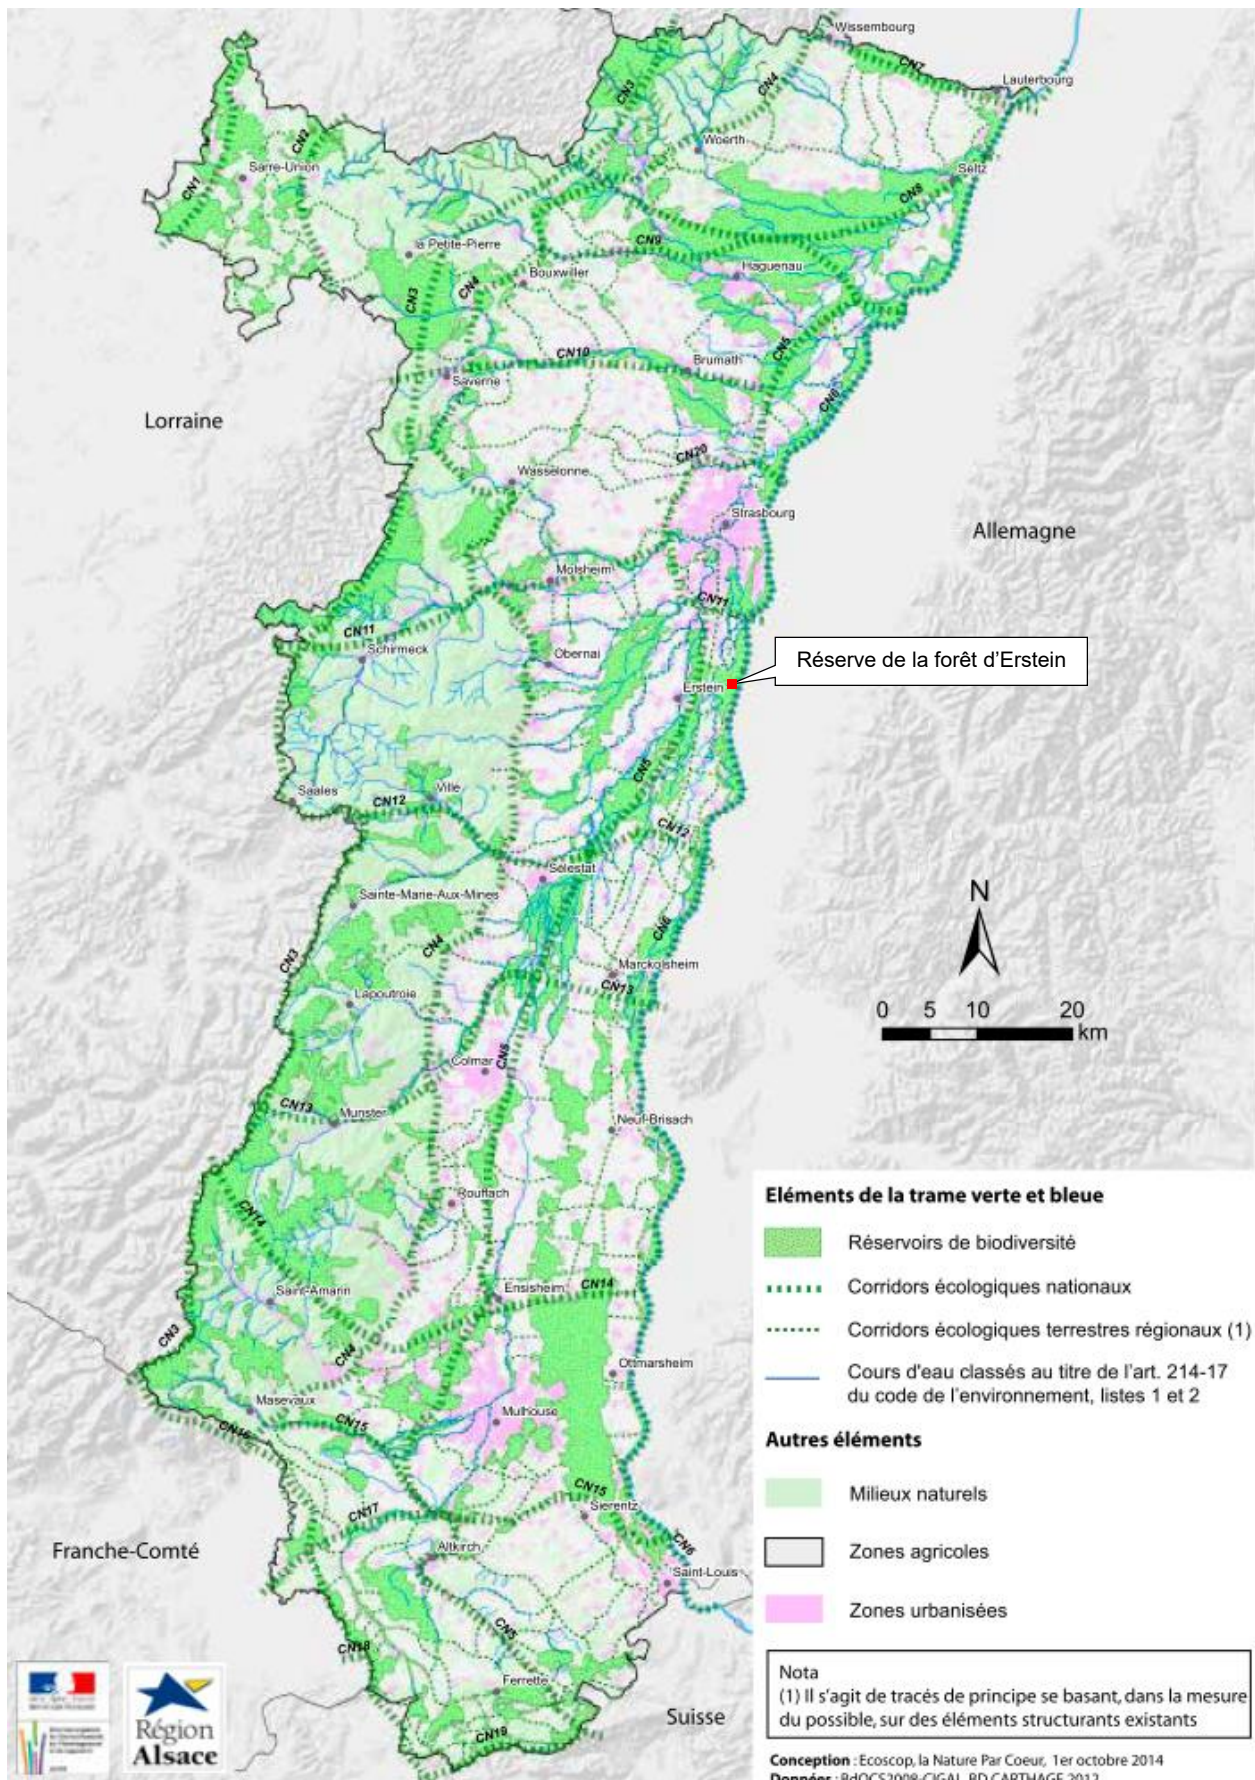 Wissembourg
CN7
Lauterbourg
CN3
CN4
Woerth
CN2
Sarre-Union
CN1
Seltz
CN8
la Petite-Pierre
CN9
Bouxwiller
Haguenau
CN3
CN4
CN5
CN10
Brumath
Saverne
CN6
Lorraine
CN20
Wasselonne
Strasbourg
Allemagne
Molsheim
CN11
CN11
Schirmeck
Obernai
Réserve de la forêt d'Erstein
Erstein
CN5
Saales
CN12
Villé
CN12
Sélestat
Sainte-Marie-Aux-Mines
CN4
CN6
CN3
Marckolsheim
CN13
Lapoutroie
N
0 5 10 20
km
Colmar
CN5
CN13
Munster
Neuf-Brisach
Rouffach
CN14
Eléments de la trame verte et bleue
Réservoirs de biodiversité
Corridors écologiques nationaux
Corridors écologiques terrestres régionaux (1)
Cours d'eau classés au titre de l'art. 214-17
du code de l'environnement, listes 1 et 2
Autres éléments
Milieux naturels
Zones agricoles
Zones urbanisées
Saint-Amarin
Ensisheim
CN14
CN3
CN4
Ottmarsheim
Masevaux
CN15
Mulhouse
CN16
CN15
Sierentz
CN17
CN6
Franche-Comté
Altkirch
Saint-Louis
CN5
CN18
Ferrette
CN19
Suisse
Région
Alsace
Nota
(1) Il s'agit de tracés de principe se basant, dans la mesure
du possible, sur des éléments structurants existants
Conception : Ecoscop, la Nature Par Coeur, 1er octobre 2014
Données : BdOCS2008-CIGAL, BD CARTHAGE 2012